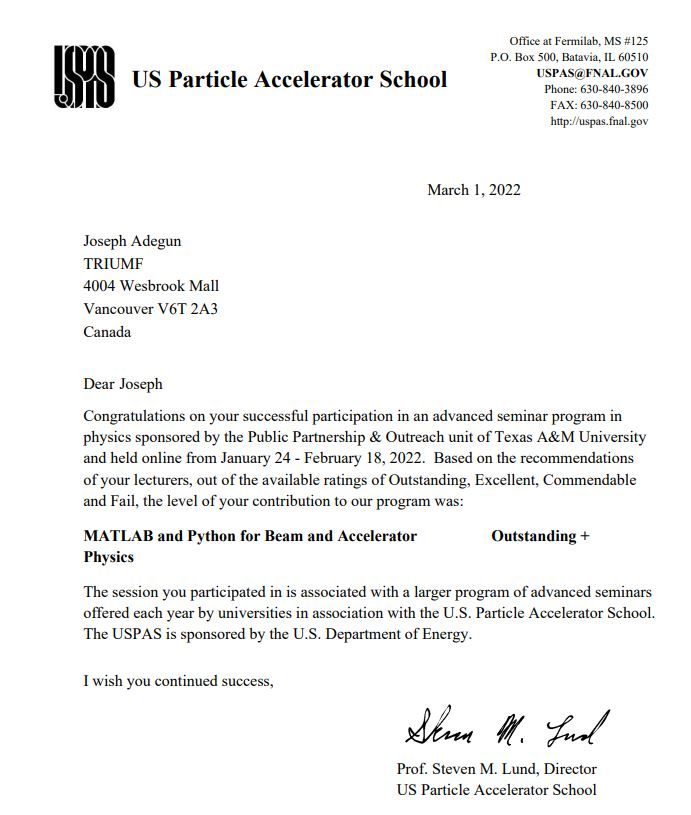 USPAS
US Particle Accelerator School
Office at Fermilab, MS #125
P.O. Box 500, Batavia, IL 60510
USPAS@FNAL.GOV
Phone: 630-840-3896
FAX: 630-840-8500
http://uspas.fnal.gov
March 1, 2022
Joseph Adegun
TRIUMF
4004 Wesbrook Mall
Vancouver V6T 2A3
Canada
Dear Joseph
Congratulations on your successful participation in an advanced seminar program in
physics sponsored by the Public Partnership & Outreach unit of Texas A&M University
and held online from January 24 - February 18, 2022.  Based on the recommendations
of your lecturers, out of the available ratings of Outstanding, Excellent, Commendable
and Fail, the level of your contribution to our program was:
MATLAB and Python for Beam and Accelerator Outstanding +
Physics
The session you participated in is associated with a larger program of advanced seminars
offered each year by universities in association with the U.S. Particle Accelerator School.
The USPAS is sponsored by the U.S. Department of Energy.
I wish you continued success,
Steven M. Lund
Prof. Steven M. Lund, Director
US Particle Accelerator School